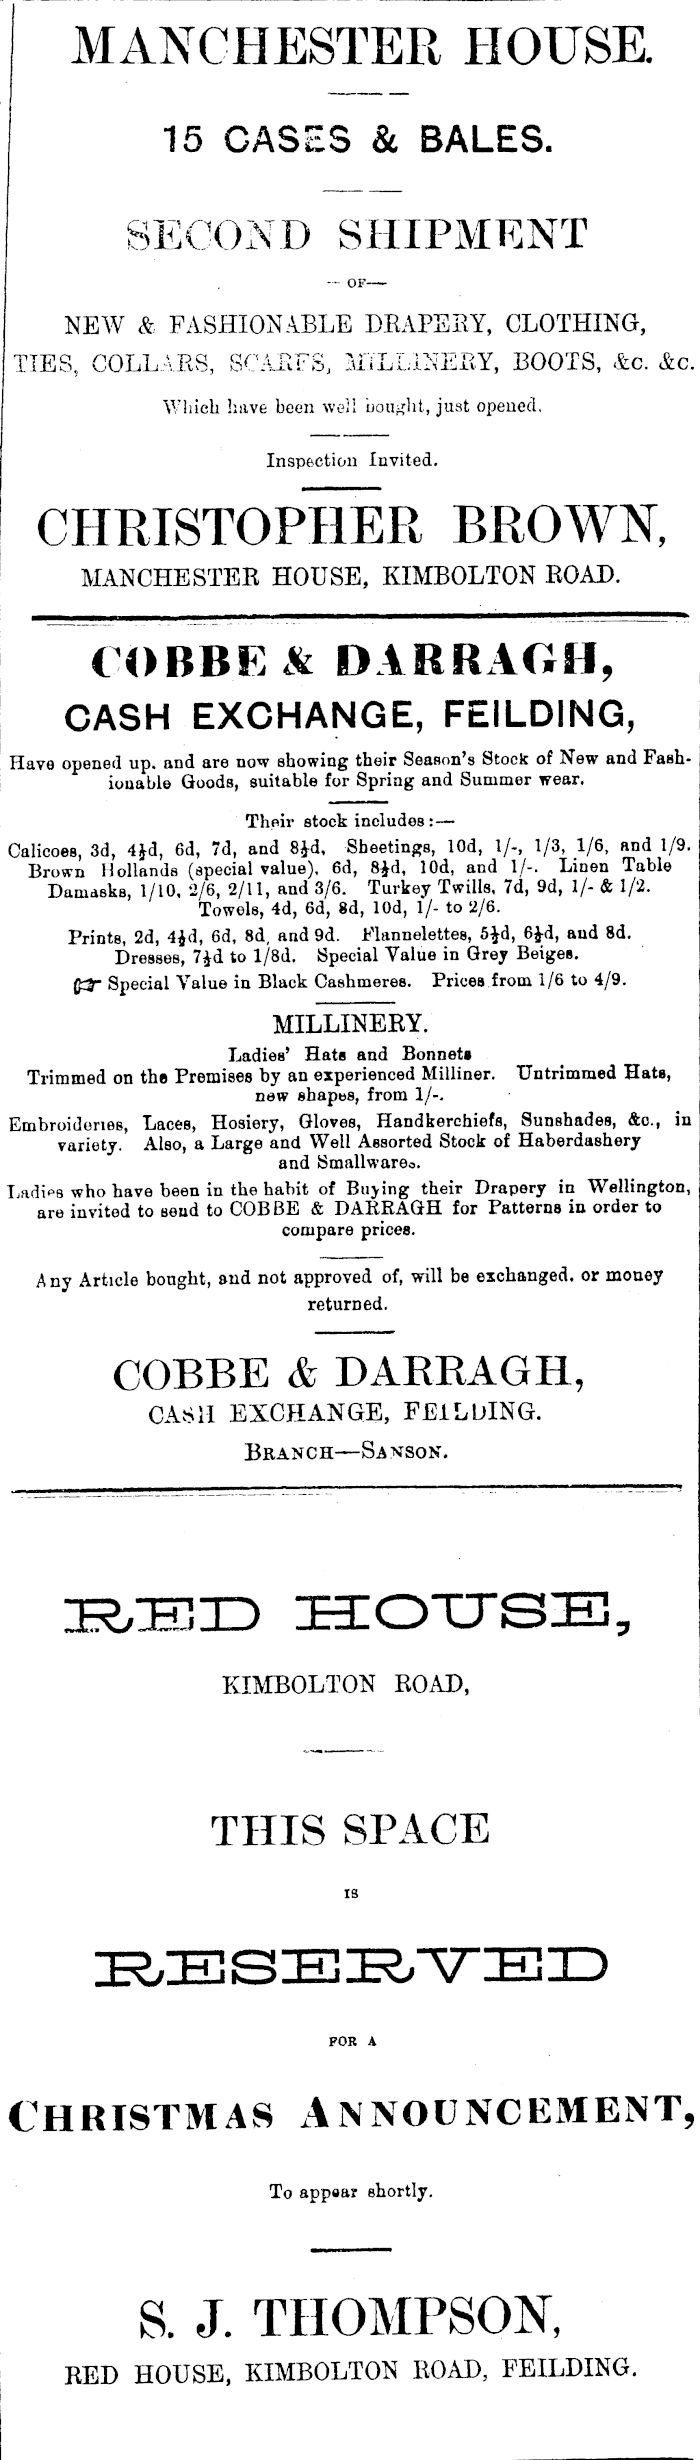 MANCHESTER HOUSE.
15 CASES & BALES.
SECOND SHIPMENT
— OF—
NEW & FASHIONABLE DRAPERY, CLOTHING,
TIES, COLLARS, SCARFS, MILLINERY, BOOTS, &c. &c.
Which have been well bought, just opened.
Inspection Invited.
CHRISTOPHER BROWN,
MANCHESTER HOUSE, KIMBOLTON ROAD.
COBBE & DARRAGH,
CASH EXCHANGE, FEILDING,
Have opened up, and are now showing their Season's Stock of New and Fash-
ionable Goods, suitable for Spring and Summer wear.
Their stock includes:—
Calicoes, 3d, 4½d, 6d, 7d, and 8½d. Sheetings, 10d, 1/-, 1/3, 1/6, and 1/9.
Brown Hollands (special value), 6d, 8½d, 10d, and 1/-. Linen Table
Damasks, 1/10, 2/6, 2/11, and 3/6. Turkey Twills, 7d, 9d, 1/- & 1/2.
Towels, 4d, 6d, 8d, 10d, 1/- to 2/6.
Prints, 2d, 4½d, 6d, 8d, and 9d. Flannelettes, 5½d, 6½d, and 8d.
Dresses, 7½d to 1/8d. Special Value in Grey Beiges.
☞ Special Value in Black Cashmeres. Prices from 1/6 to 4/9.
MILLINERY.
Ladies' Hats and Bonnets
Trimmed on the Premises by an experienced Milliner. Untrimmed Hats,
new shapes, from 1/-.
Embroideries, Laces, Hosiery, Gloves, Handkerchiefs, Sunshades, &c., in
variety. Also, a Large and Well Assorted Stock of Haberdashery
and Smallwares.
Ladies who have been in the habit of Buying their Drapery in Wellington,
are invited to send to COBBE & DARRAGH for Patterns in order to
compare prices.
Any Article bought, and not approved of, will be exchanged, or money
returned.
COBBE & DARRAGH,
CASH EXCHANGE, FEILDING.
BRANCH—SANSON.
RED HOUSE,
KIMBOLTON ROAD,
THIS SPACE
IS
RESERVED
FOR A
CHRISTMAS ANNOUNCEMENT,
To appear shortly.
S. J. THOMPSON,
RED HOUSE, KIMBOLTON ROAD, FEILDING.